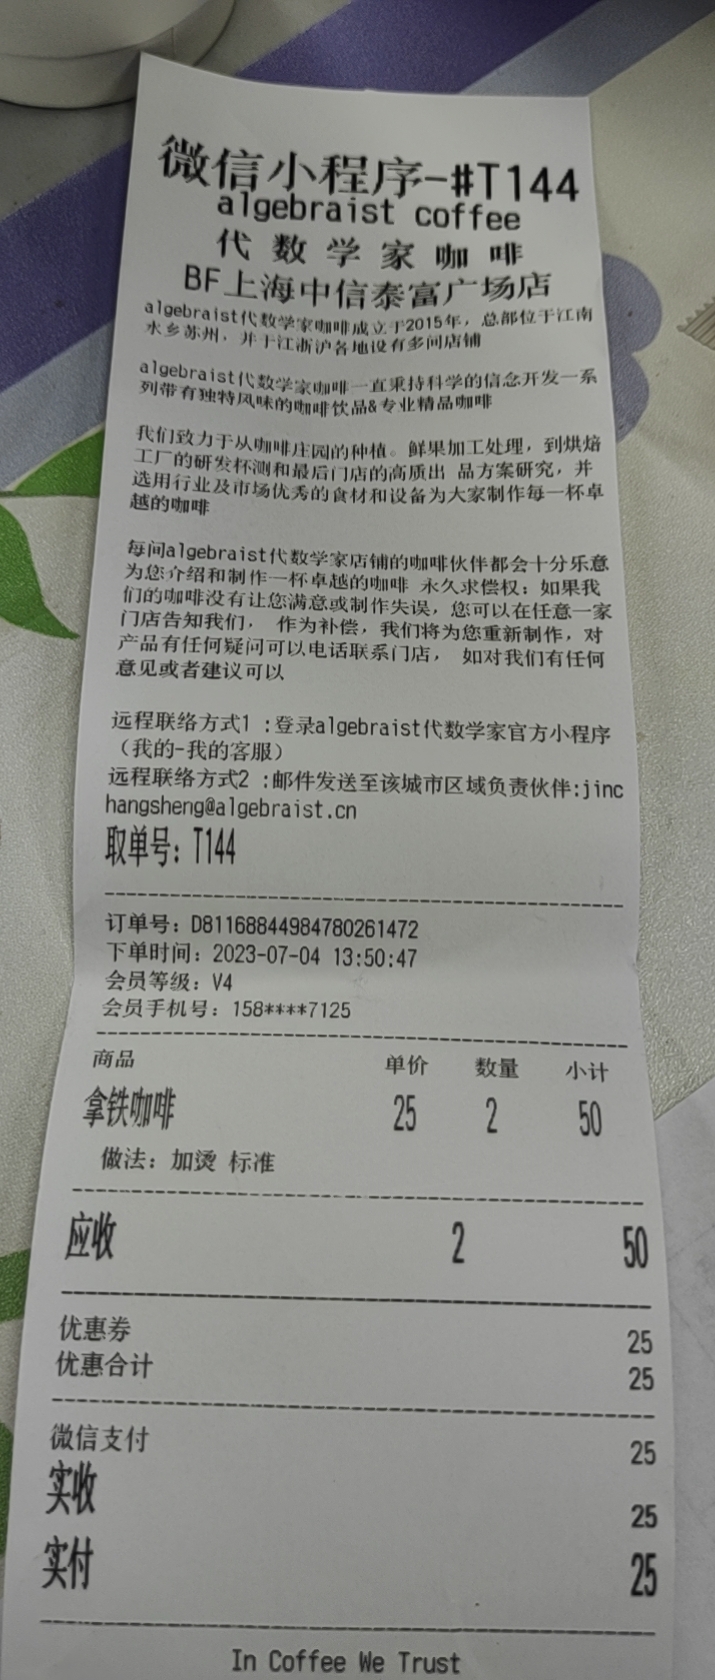 微信小程序-#T144
algebraist coffee
代数学家咖啡
BF上海中信泰富广场店
algebraist代数学家咖啡成立于2015年，总部位于江南
水乡苏州，并于江浙沪各地设有多间店铺
algebraist代数学家咖啡一直秉持科学的信念开发一系
列带有独特风味的咖啡饮品&专业精品咖啡
我们致力于从咖啡庄园的种植。鲜果加工处理，到烘焙
工厂的研发杯测和最后门店的高质出 品方案研究，并
选用行业及市场优秀的食材和设备为大家制作每一杯卓
越的咖啡
每间algebraist代数学家店铺的咖啡伙伴都会十分乐意
为您介绍和制作一杯卓越的咖啡 永久求偿权：如果我
们的咖啡没有让您满意或制作失误，您可以在任意一家
门店告知我们， 作为补偿，我们将为您重新制作，对
产品有任何疑问可以电话联系门店， 如对我们有任何
意见或者建议可以
远程联络方式1 :登录algebraist代数学家官方小程序
（我的-我的客服）
远程联络方式2 :邮件发送至该城市区域负责伙伴:jinc
hangsheng@algebraist.cn
取单号：T144
订单号：D81168844984780261472
下单时间：2023-07-04 13:50:47
会员等级：V4
会员手机号：158****7125
商品 单价 数量 小计
拿铁咖啡 25 2 50
做法：加烫 标准
应收 2 50
优惠券 25
优惠合计 25
微信支付 25
实收 25
实付 25
In Coffee We Trust